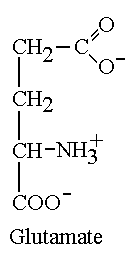 O
CH₂—C
O⁻
CH₂
CH—NH₃⁺
COO⁻
Glutamate